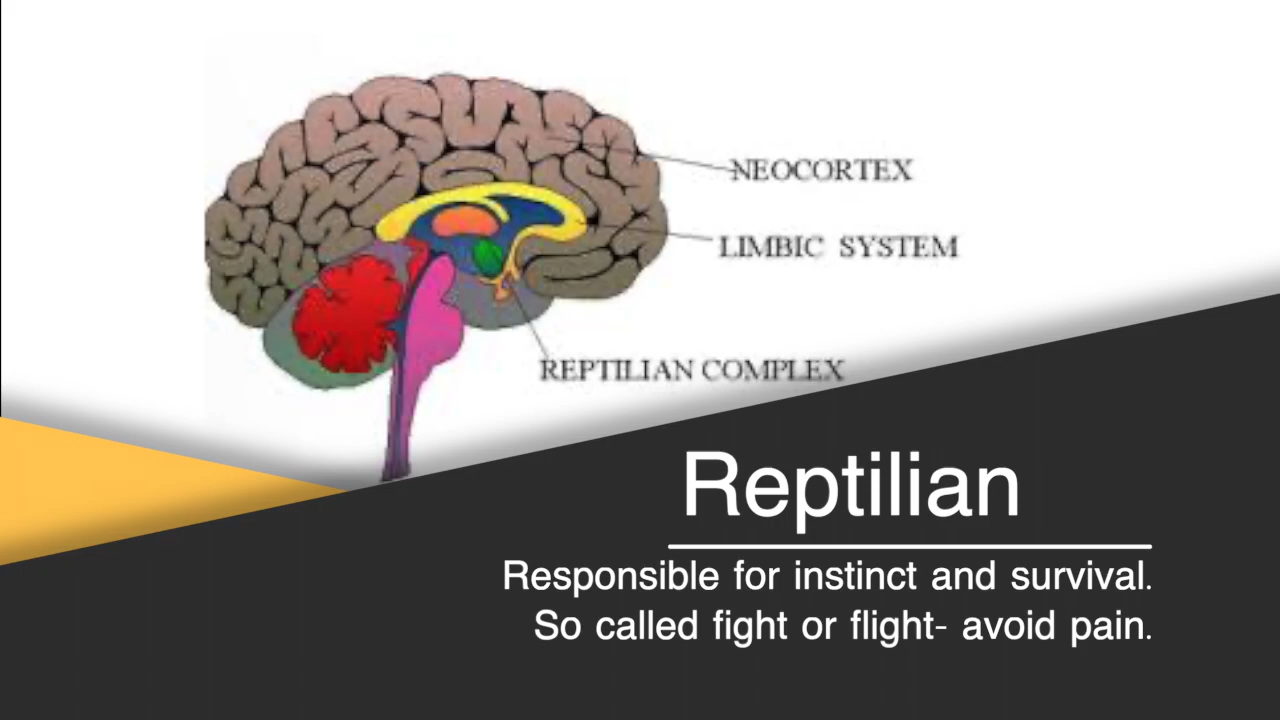 NEOCORTEX
LIMBIC SYSTEM
REPTILIAN COMPLEX
Reptilian
Responsible for instinct and survival.
So called fight or flight- avoid pain.